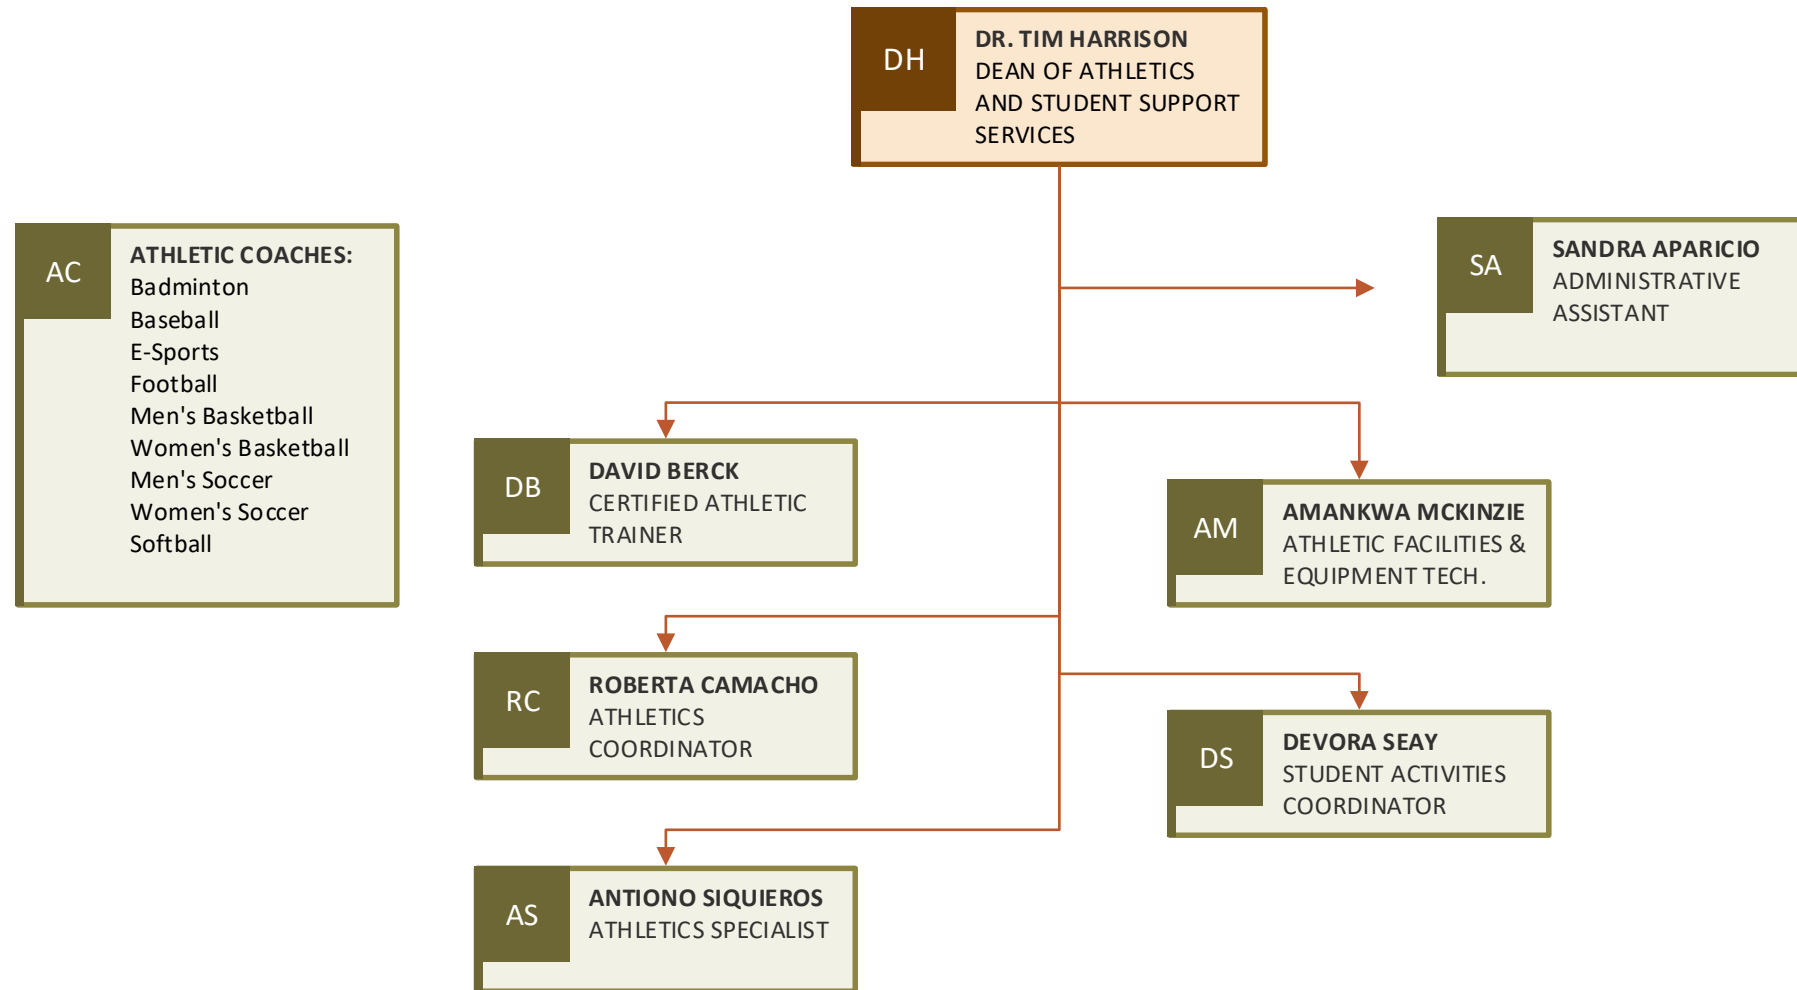 DH
DR. TIM HARRISON
DEAN OF ATHLETICS
AND STUDENT SUPPORT
SERVICES
AC
ATHLETIC COACHES:
Badminton
Baseball
E-Sports
Football
Men's Basketball
Women's Basketball
Men's Soccer
Women's Soccer
Softball
SA
SANDRA APARICIO
ADMINISTRATIVE
ASSISTANT
DB
DAVID BERCK
CERTIFIED ATHLETIC
TRAINER
AM
AMANKWA MCKINZIE
ATHLETIC FACILITIES &
EQUIPMENT TECH.
RC
ROBERTA CAMACHO
ATHLETICS
COORDINATOR
DS
DEVORA SEAY
STUDENT ACTIVITIES
COORDINATOR
AS
ANTIONO SIQUIEROS
ATHLETICS SPECIALIST